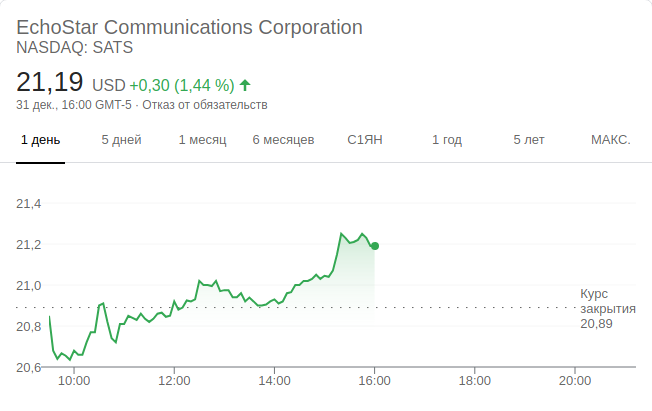 EchoStar Communications Corporation
NASDAQ: SATS
21,19 USD +0,30 (1,44 %)
31 дек., 16:00 GMT-5 · Отказ от обязательств
1 день 5 дней 1 месяц 6 месяцев С1ЯН 1 год 5 лет МАКС.
21,4
21,2
21,0
Курс
закрытия
20,89
20,8
20,6
10:00 12:00 14:00 16:00 18:00 20:00